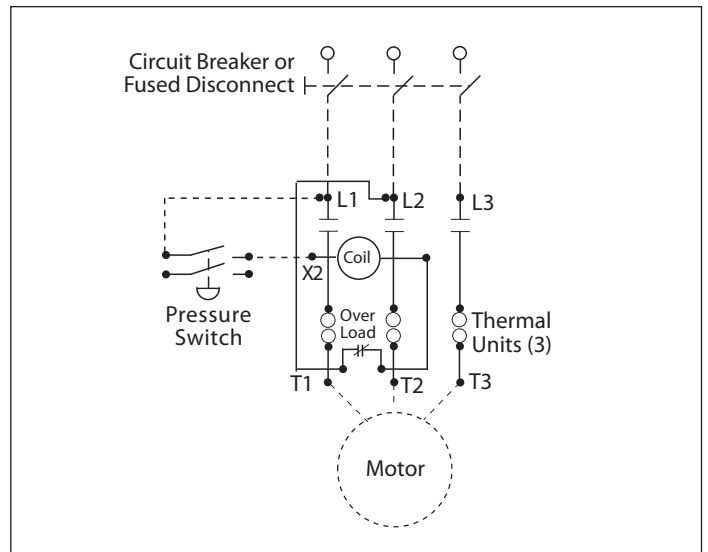 Circuit Breaker or
Fused Disconnect
L1
L2
L3
X2
Coil
Pressure
Switch
Over
Load
Thermal
Units (3)
T1
T2
T3
Motor